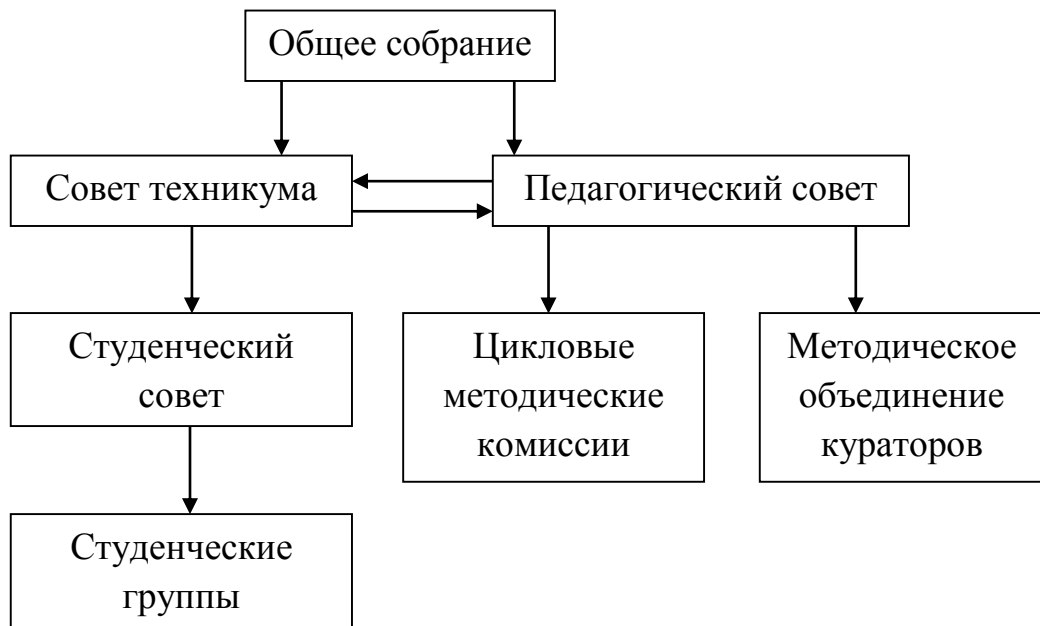 Общее собрание
Совет техникума
Педагогический совет
Студенческий
совет
Цикловые
методические
комиссии
Методическое
объединение
кураторов
Студенческие
группы